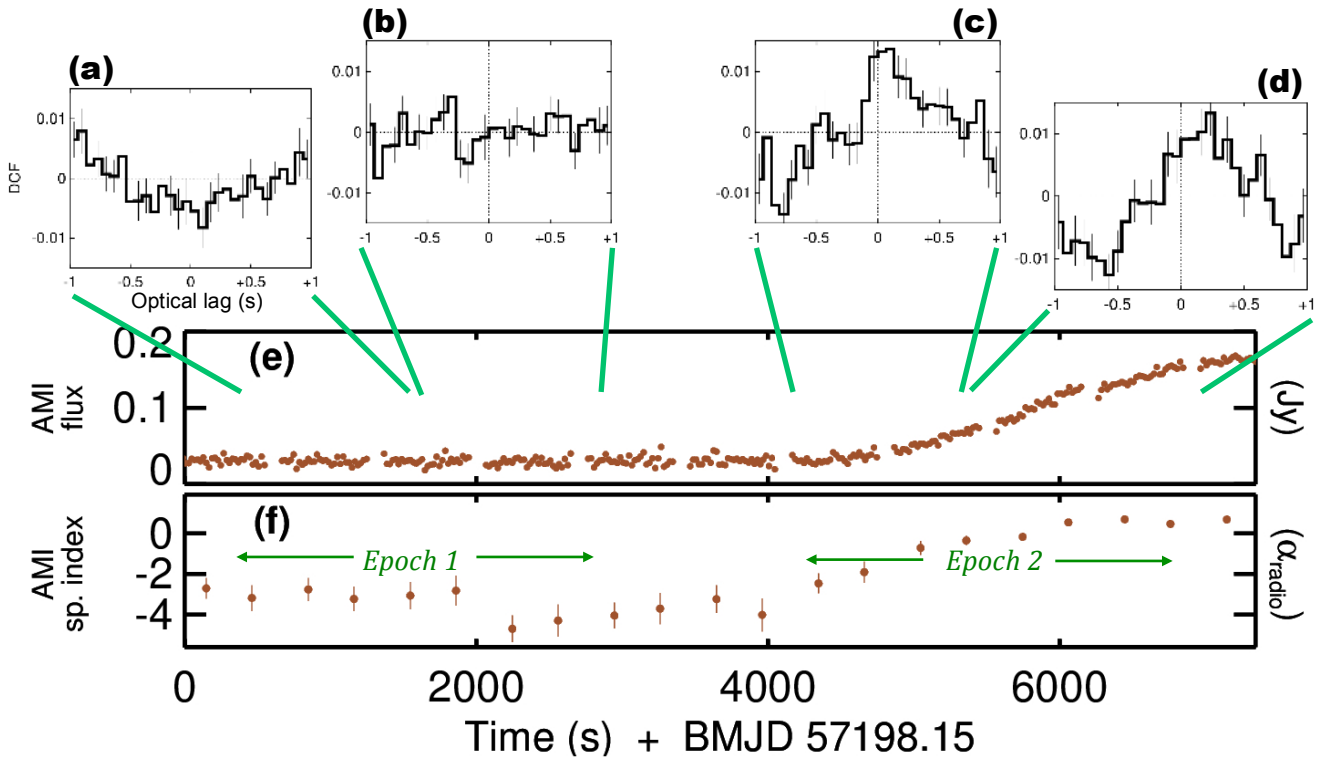 (a)
(b)
(c)
(d)
DCF
0.01
0
-0.01
-1
-0.5
0
+0.5
+1
Optical lag (s)
0.01
0
-0.01
-1
-0.5
0
+0.5
+1
0.01
0
-0.01
-1
-0.5
0
+0.5
+1
0.01
0
-0.01
-1
-0.5
0
+0.5
+1
(e)
AMI
flux
0.2
0.1
0
(Jy)
(f)
AMI
sp. index
0
-2
-4
Epoch 1
Epoch 2
(αradio)
0
2000
4000
6000
Time (s) + BMJD 57198.15